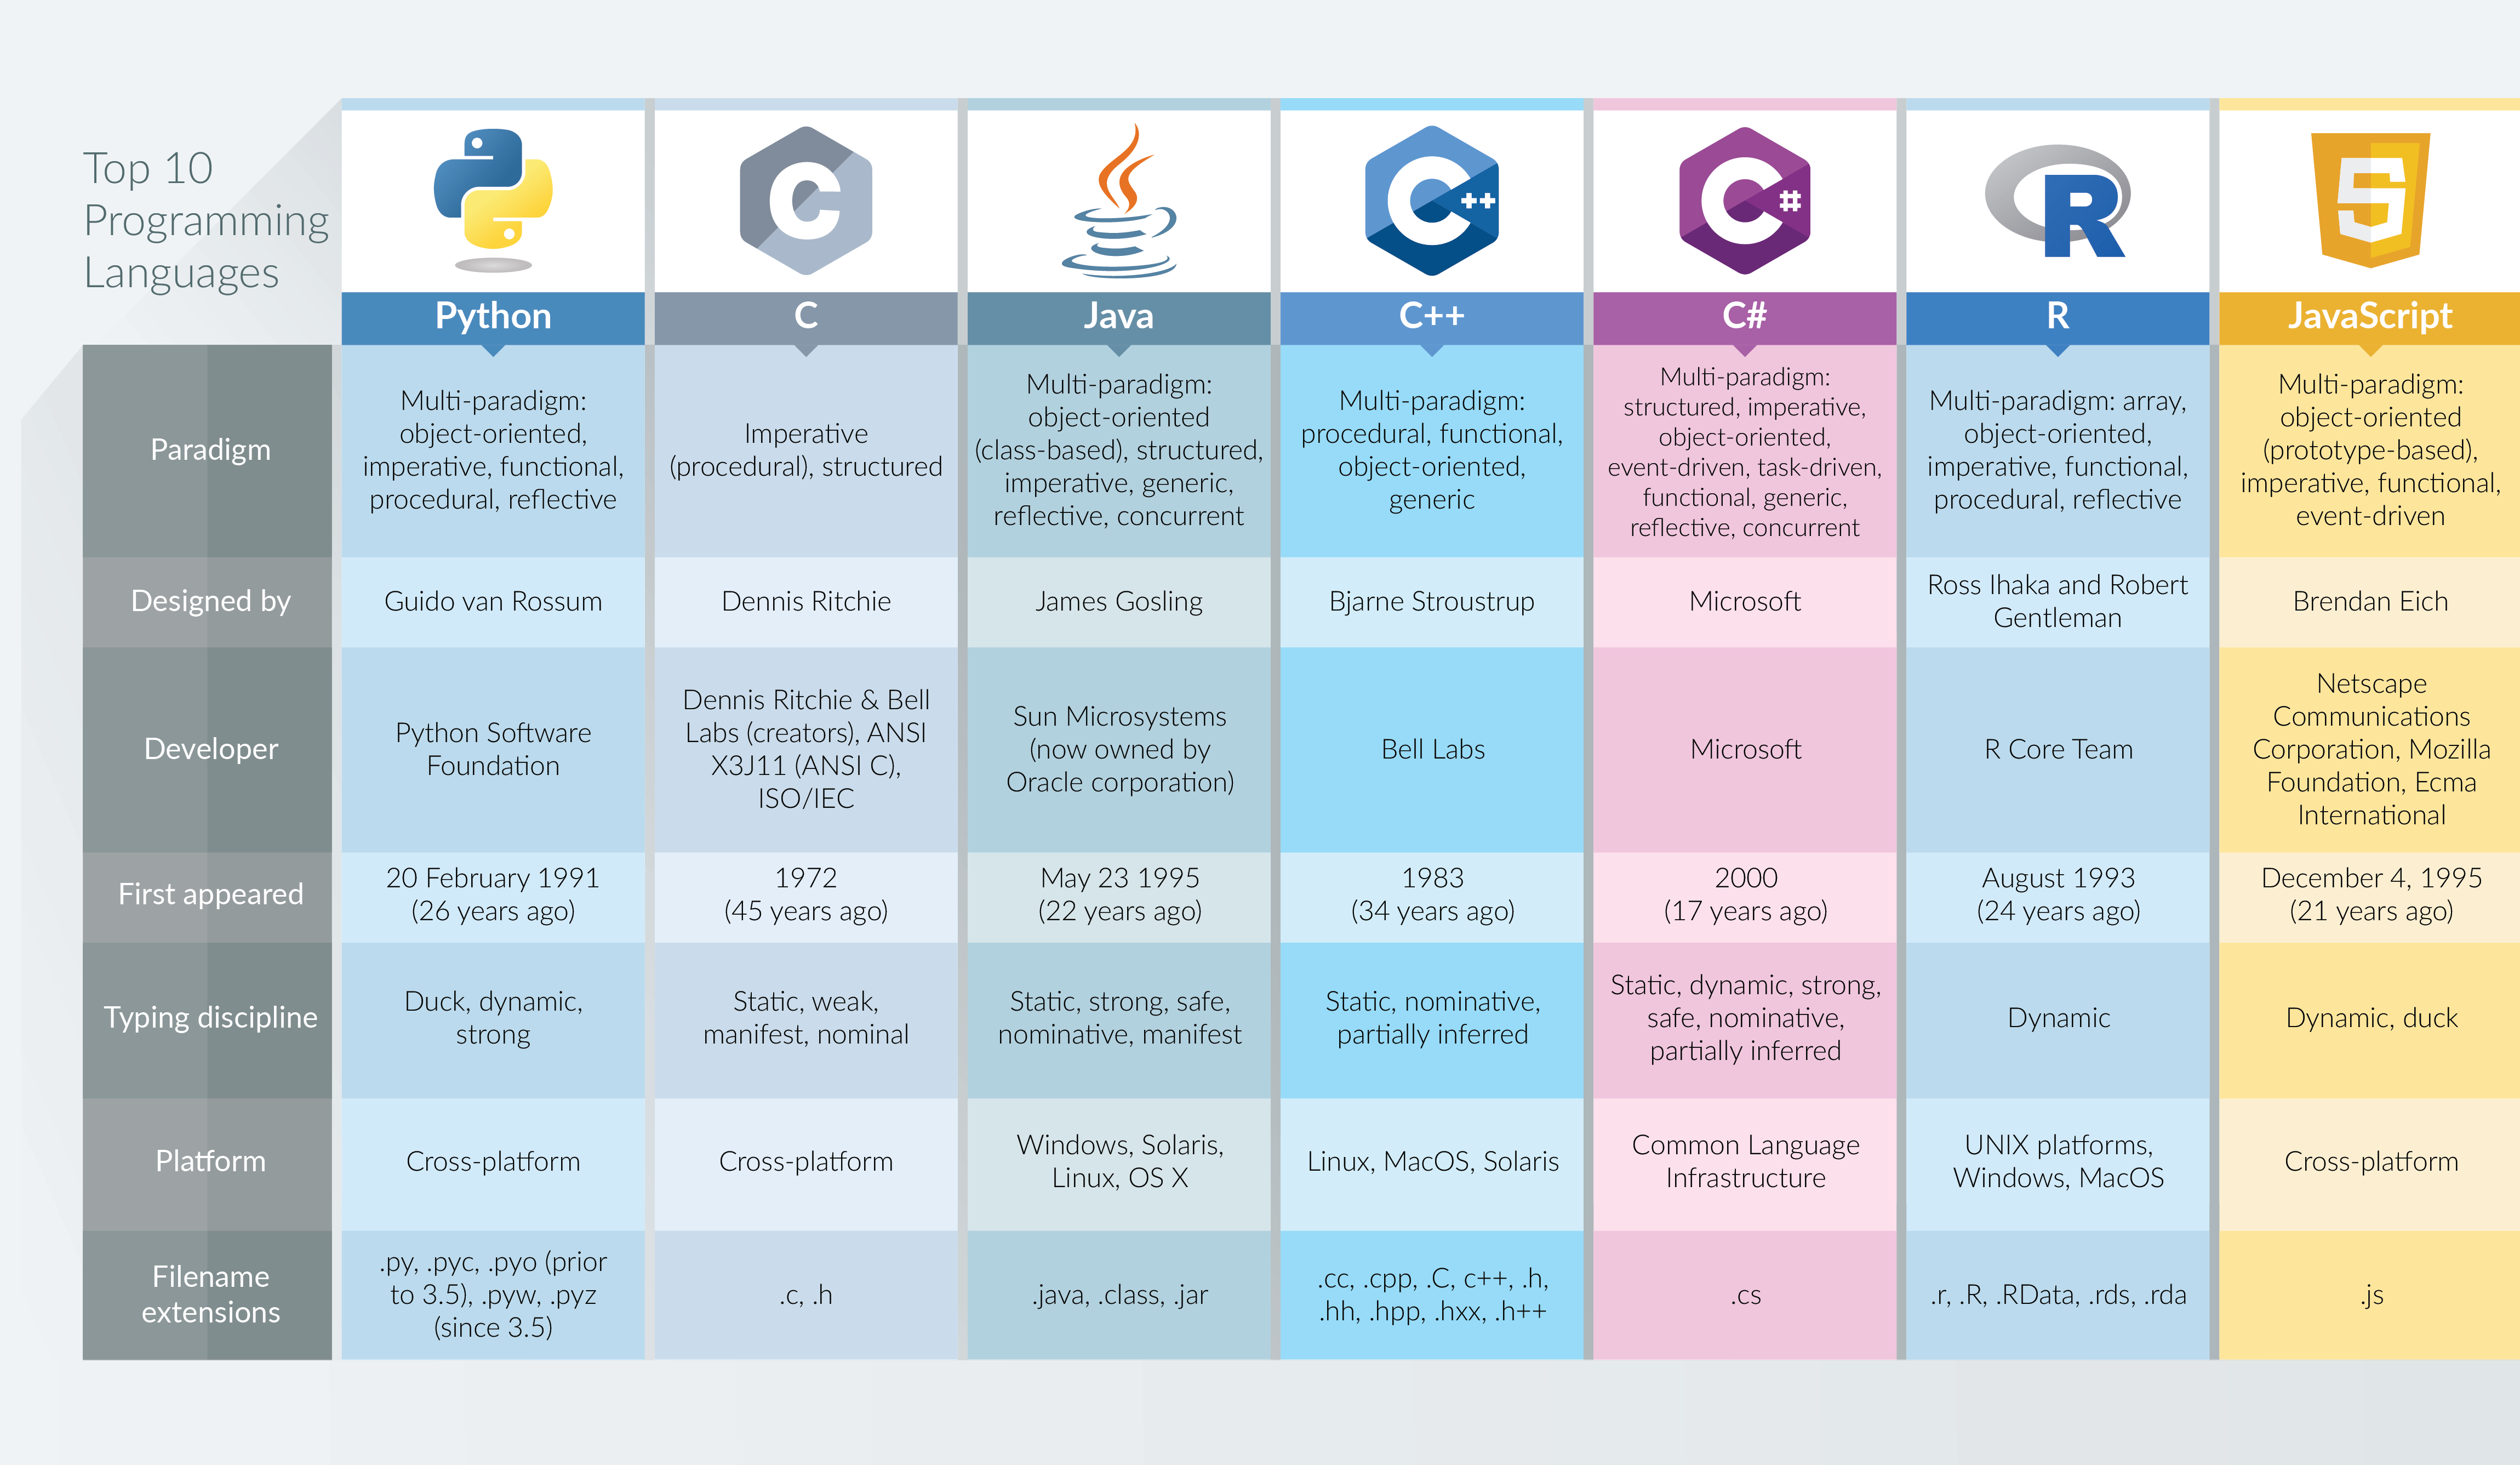 Top 10
Programming
Languages
Python
C
Java
C++
C#
R
JavaScript
Paradigm
Multi-paradigm:
object-oriented,
imperative, functional,
procedural, reflective
Imperative
(procedural), structured
Multi-paradigm:
object-oriented
(class-based), structured,
imperative, generic,
reflective, concurrent
Multi-paradigm:
procedural, functional,
object-oriented,
generic
Multi-paradigm:
structured, imperative,
object-oriented,
event-driven, task-driven,
functional, generic,
reflective, concurrent
Multi-paradigm: array,
object-oriented,
imperative, functional,
procedural, reflective
Multi-paradigm:
object-oriented
(prototype-based),
imperative, functional,
event-driven
Designed by
Guido van Rossum
Dennis Ritchie
James Gosling
Bjarne Stroustrup
Microsoft
Ross Ihaka and Robert
Gentleman
Brendan Eich
Developer
Python Software
Foundation
Dennis Ritchie & Bell
Labs (creators), ANSI
X3J11 (ANSI C),
ISO/IEC
Sun Microsystems
(now owned by
Oracle corporation)
Bell Labs
Microsoft
R Core Team
Netscape
Communications
Corporation, Mozilla
Foundation, Ecma
International
First appeared
20 February 1991
(26 years ago)
1972
(45 years ago)
May 23 1995
(22 years ago)
1983
(34 years ago)
2000
(17 years ago)
August 1993
(24 years ago)
December 4, 1995
(21 years ago)
Typing discipline
Duck, dynamic,
strong
Static, weak,
manifest, nominal
Static, strong, safe,
nominative, manifest
Static, nominative,
partially inferred
Static, dynamic, strong,
safe, nominative,
partially inferred
Dynamic
Dynamic, duck
Platform
Cross-platform
Cross-platform
Windows, Solaris,
Linux, OS X
Linux, MacOS, Solaris
Common Language
Infrastructure
UNIX platforms,
Windows, MacOS
Cross-platform
Filename
extensions
.py, .pyc, .pyo (prior
to 3.5), .pyw, .pyz
(since 3.5)
.c, .h
.java, .class, .jar
.cc, .cpp, .C, c++, .h,
.hh, .hpp, .hxx, .h++
.cs
.r, .R, .RData, .rds, .rda
.js